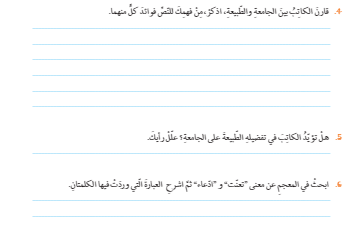 4. قارنَ الكاتبُ بينَ الجامعةِ والطّبيعةِ، اذكرْ، مِنْ فهمِكَ للنّصِّ فوائدَ كلٍّ منهما.
5. هلْ تؤيّدُ الكاتبَ في تفضيلِهِ الطّبيعةَ على الجامعةِ؟ علّلْ رأيَكَ.
6. ابحثْ في المعجمِ عن معنى "تعنّت" و "ادّعاء" ثمّ اشرحِ العبارةَ الّتي وردَتْ فيها الكلمتانِ.